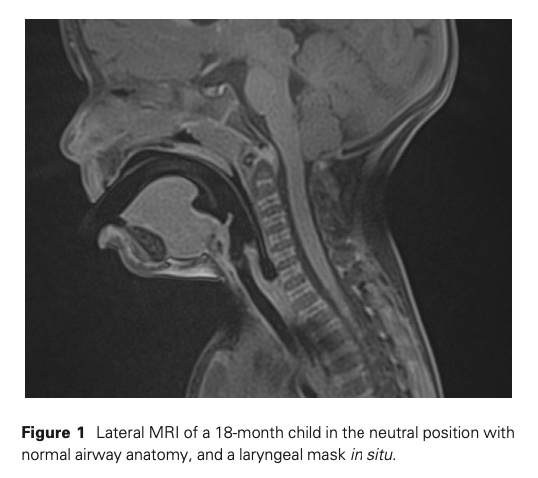 Figure 1 Lateral MRI of a 18-month child in the neutral position with
normal airway anatomy, and a laryngeal mask in situ.